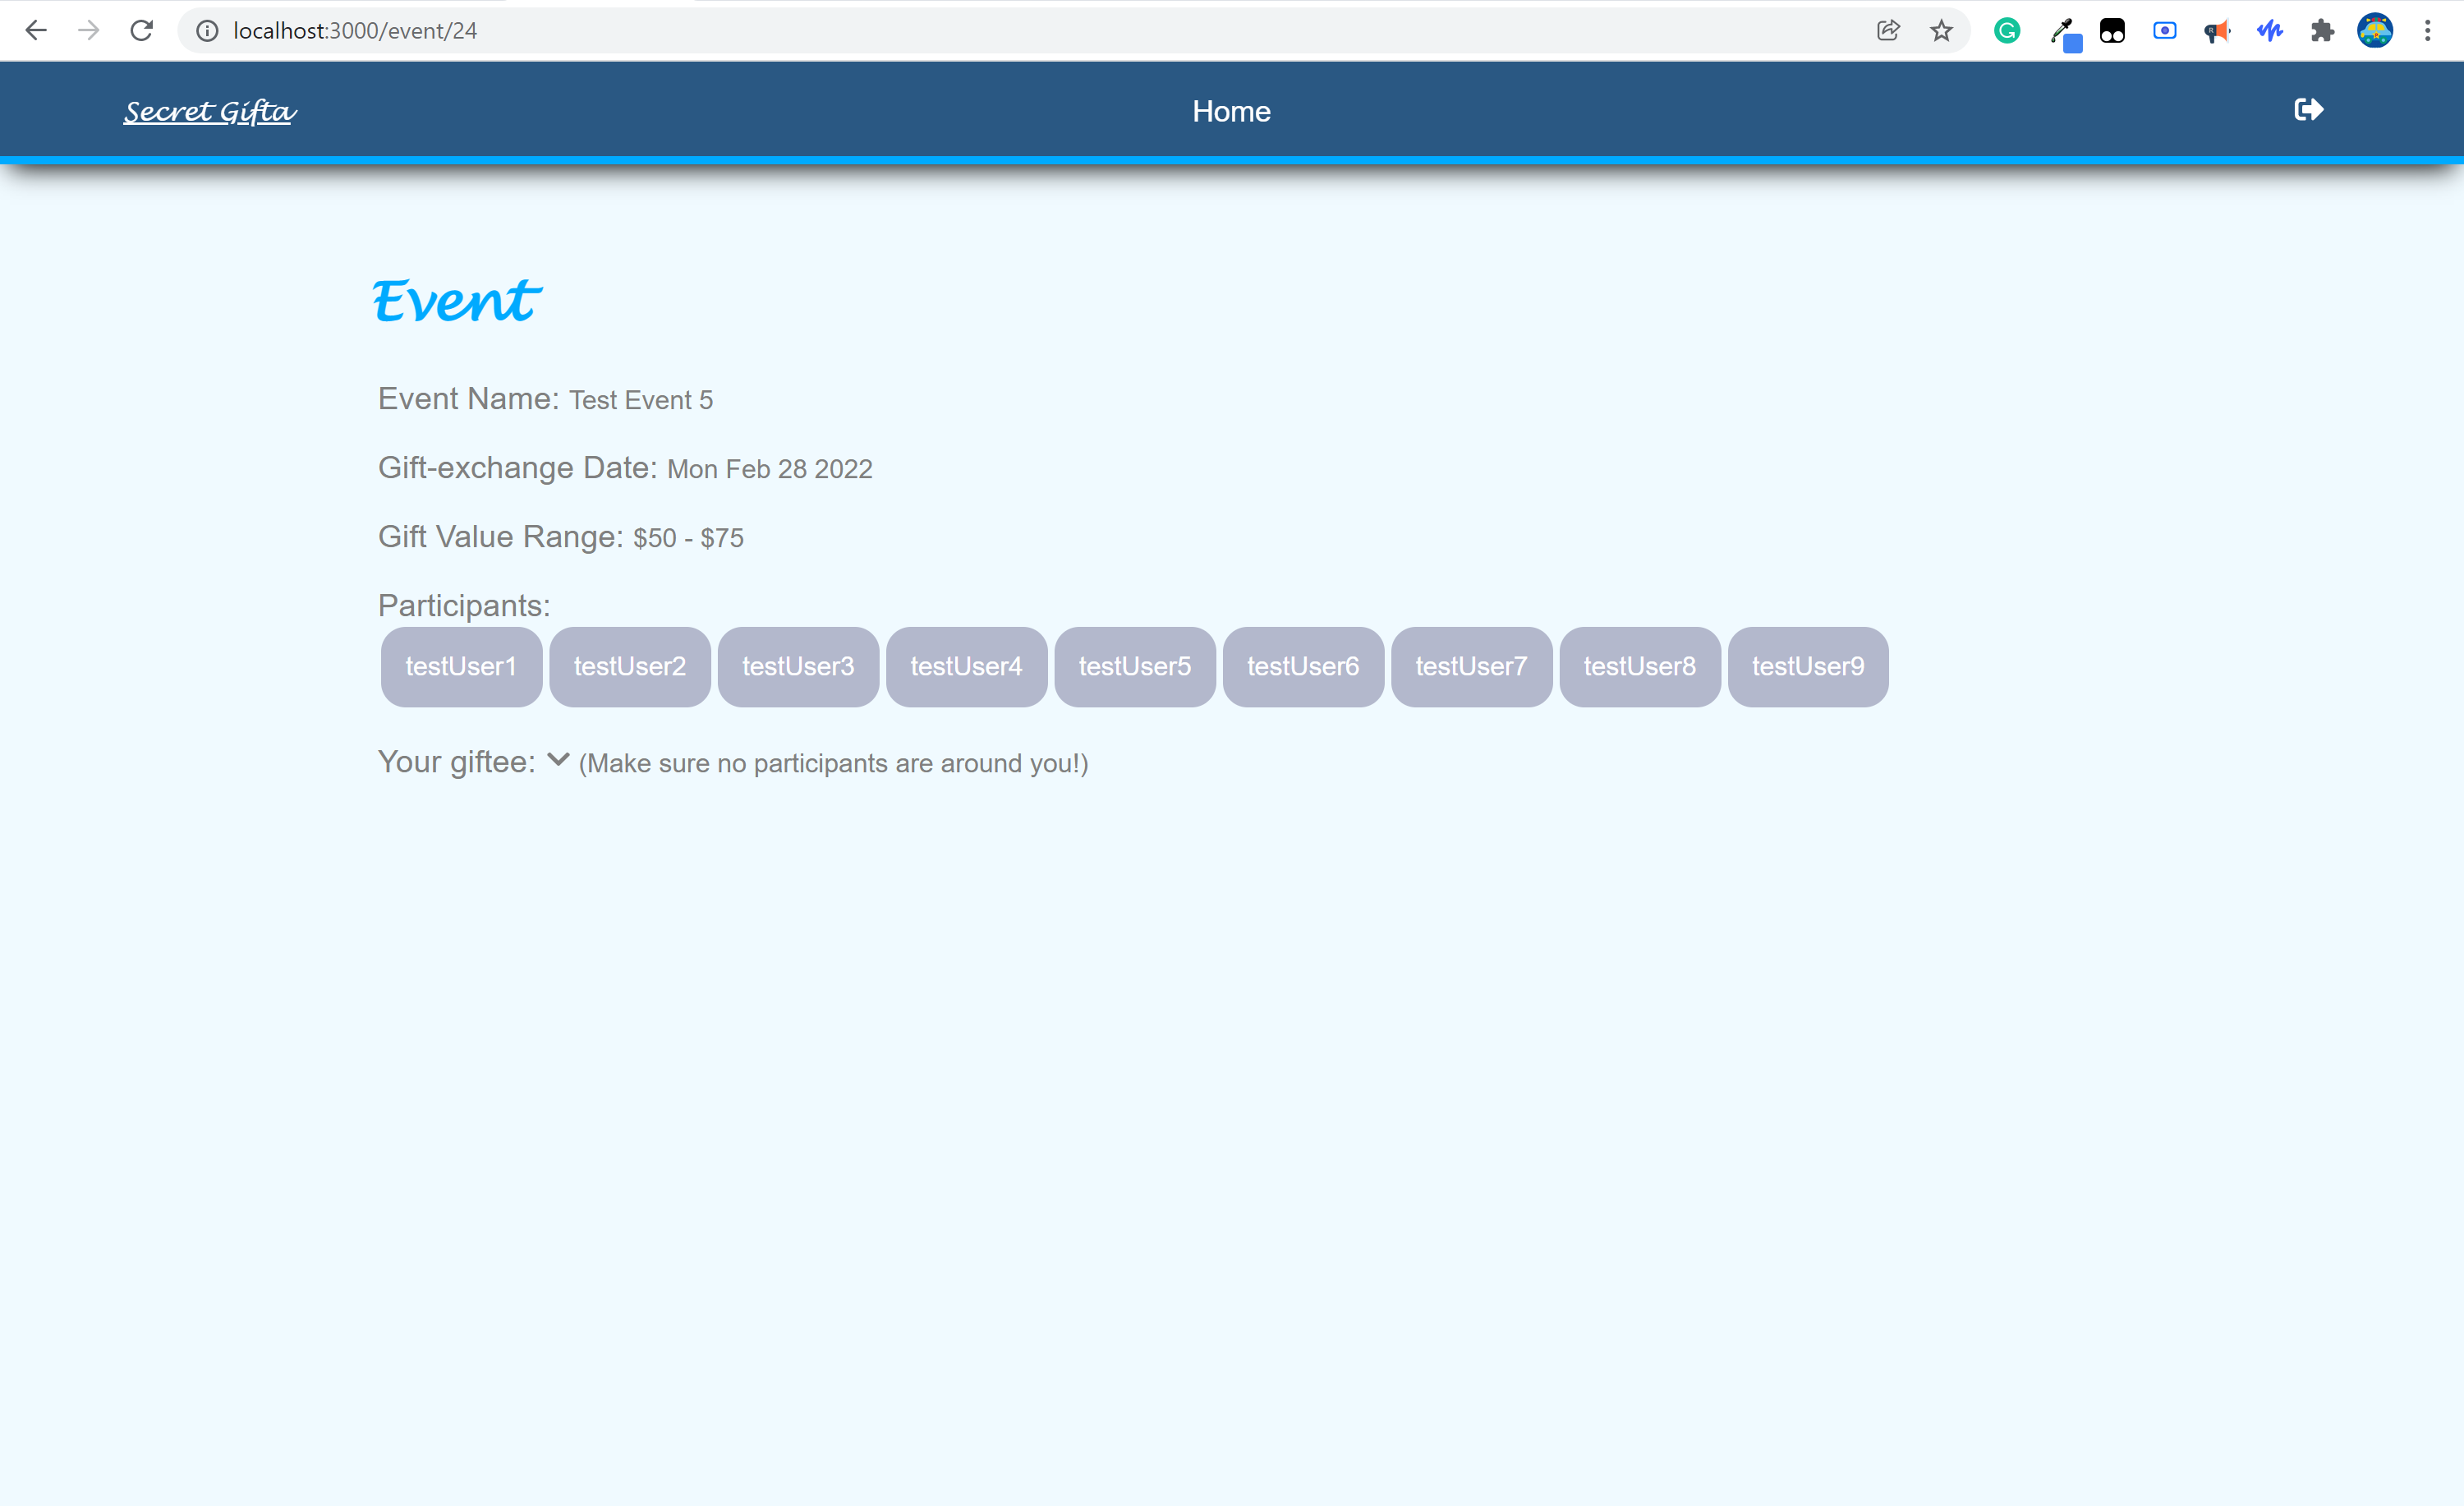 localhost:3000/event/24
Secret Gifta
Home
Event
Event Name: Test Event 5
Gift-exchange Date: Mon Feb 28 2022
Gift Value Range: $50 - $75
Participants:
testUser1 testUser2 testUser3 testUser4 testUser5 testUser6 testUser7 testUser8 testUser9
Your giftee: (Make sure no participants are around you!)